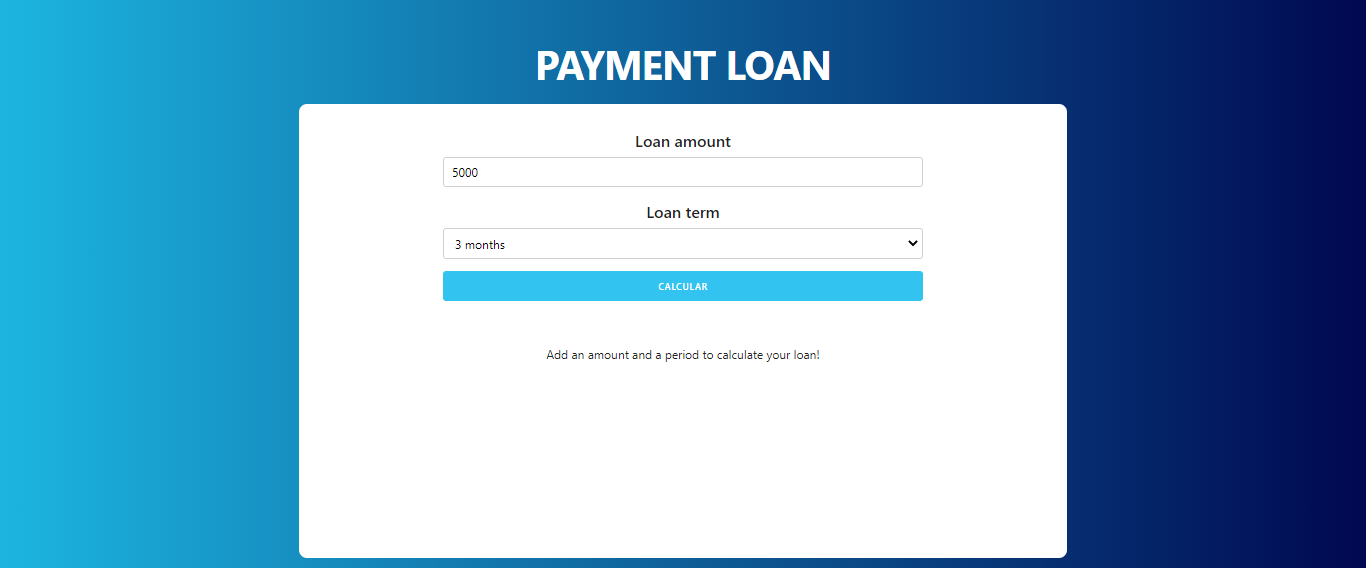 PAYMENT LOAN
Loan amount
5000
Loan term
3 months
CALCULAR
Add an amount and a period to calculate your loan!